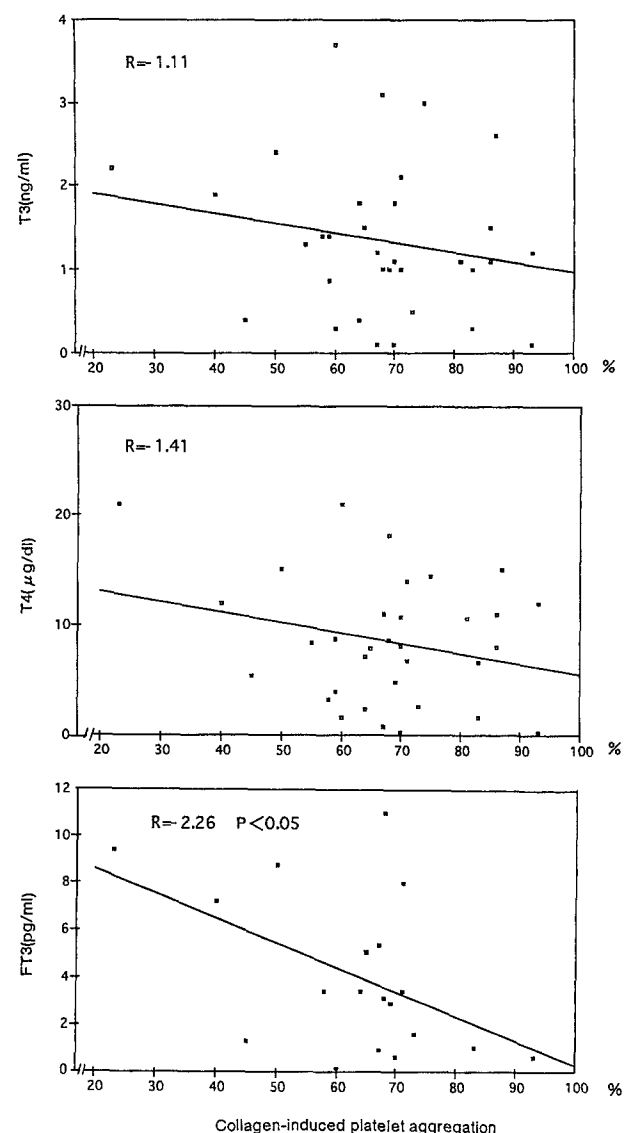 4
R=-1.11
3
T3(ng/ml)
2
1
0
20 30 40 50 60 70 80 90 100 %
30
R=-1.41
20
T4(μg/dl)
10
0
20 30 40 50 60 70 80 90 100 %
12
R=-2.26 P<0.05
10
8
FT3(pg/ml)
6
4
2
0
20 30 40 50 60 70 80 90 100 %
Collagen-induced platelet aggregation